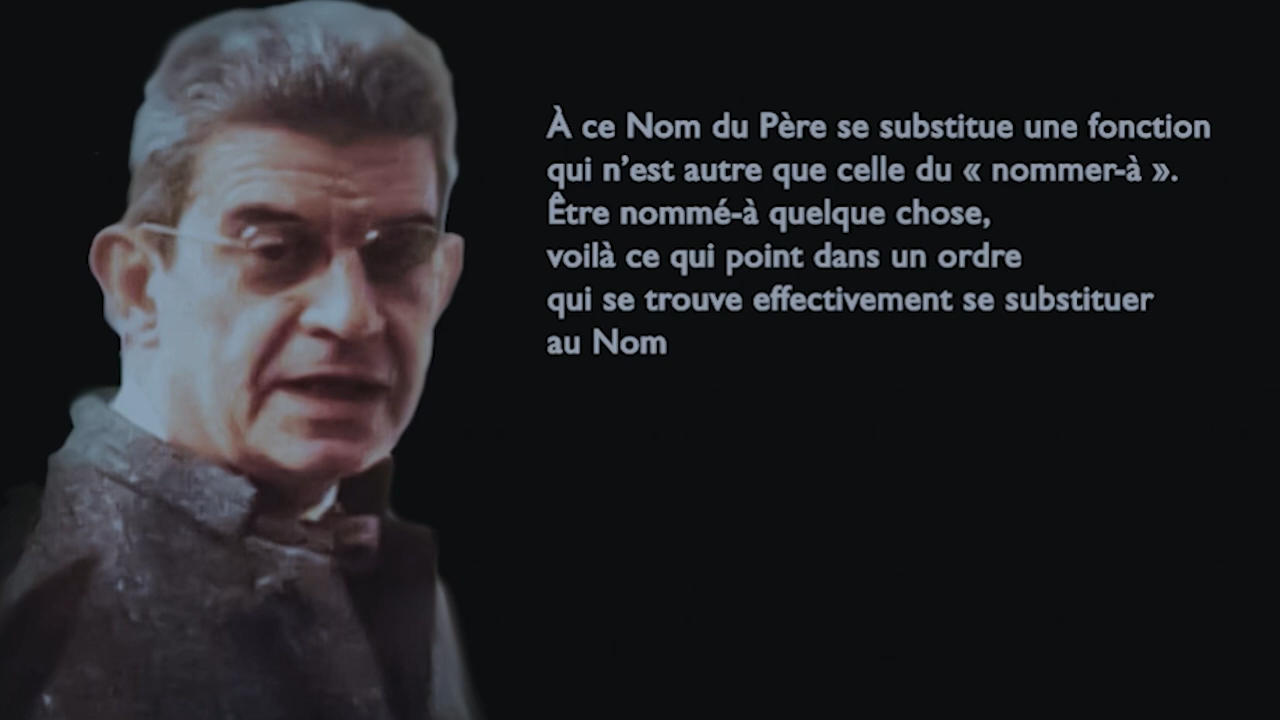 À ce Nom du Père se substitue une fonction
qui n’est autre que celle du « nommer-à ».
Être nommé-à quelque chose,
voilà ce qui point dans un ordre
qui se trouve effectivement se substituer
au Nom